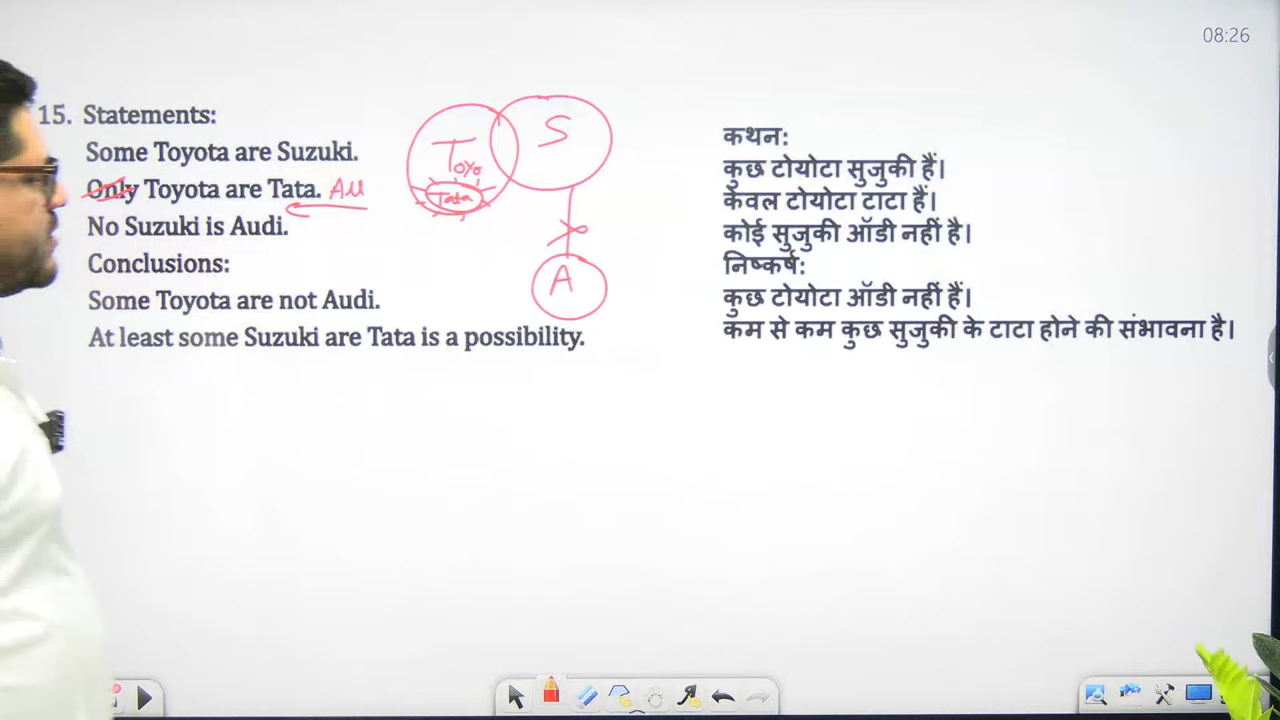 08:26
15. Statements:
Some Toyota are Suzuki.
Only Toyota are Tata. All
No Suzuki is Audi.
Conclusions:
Some Toyota are not Audi.
At least some Suzuki are Tata is a possibility.
Toyo
Tata
S
A
कथन:
कुछ टोयोटा सुजुकी हैं।
केवल टोयोटा टाटा हैं।
कोई सुजुकी ऑडी नहीं है।
निष्कर्ष:
कुछ टोयोटा ऑडी नहीं हैं।
कम से कम कुछ सुजुकी के टाटा होने की संभावना है।